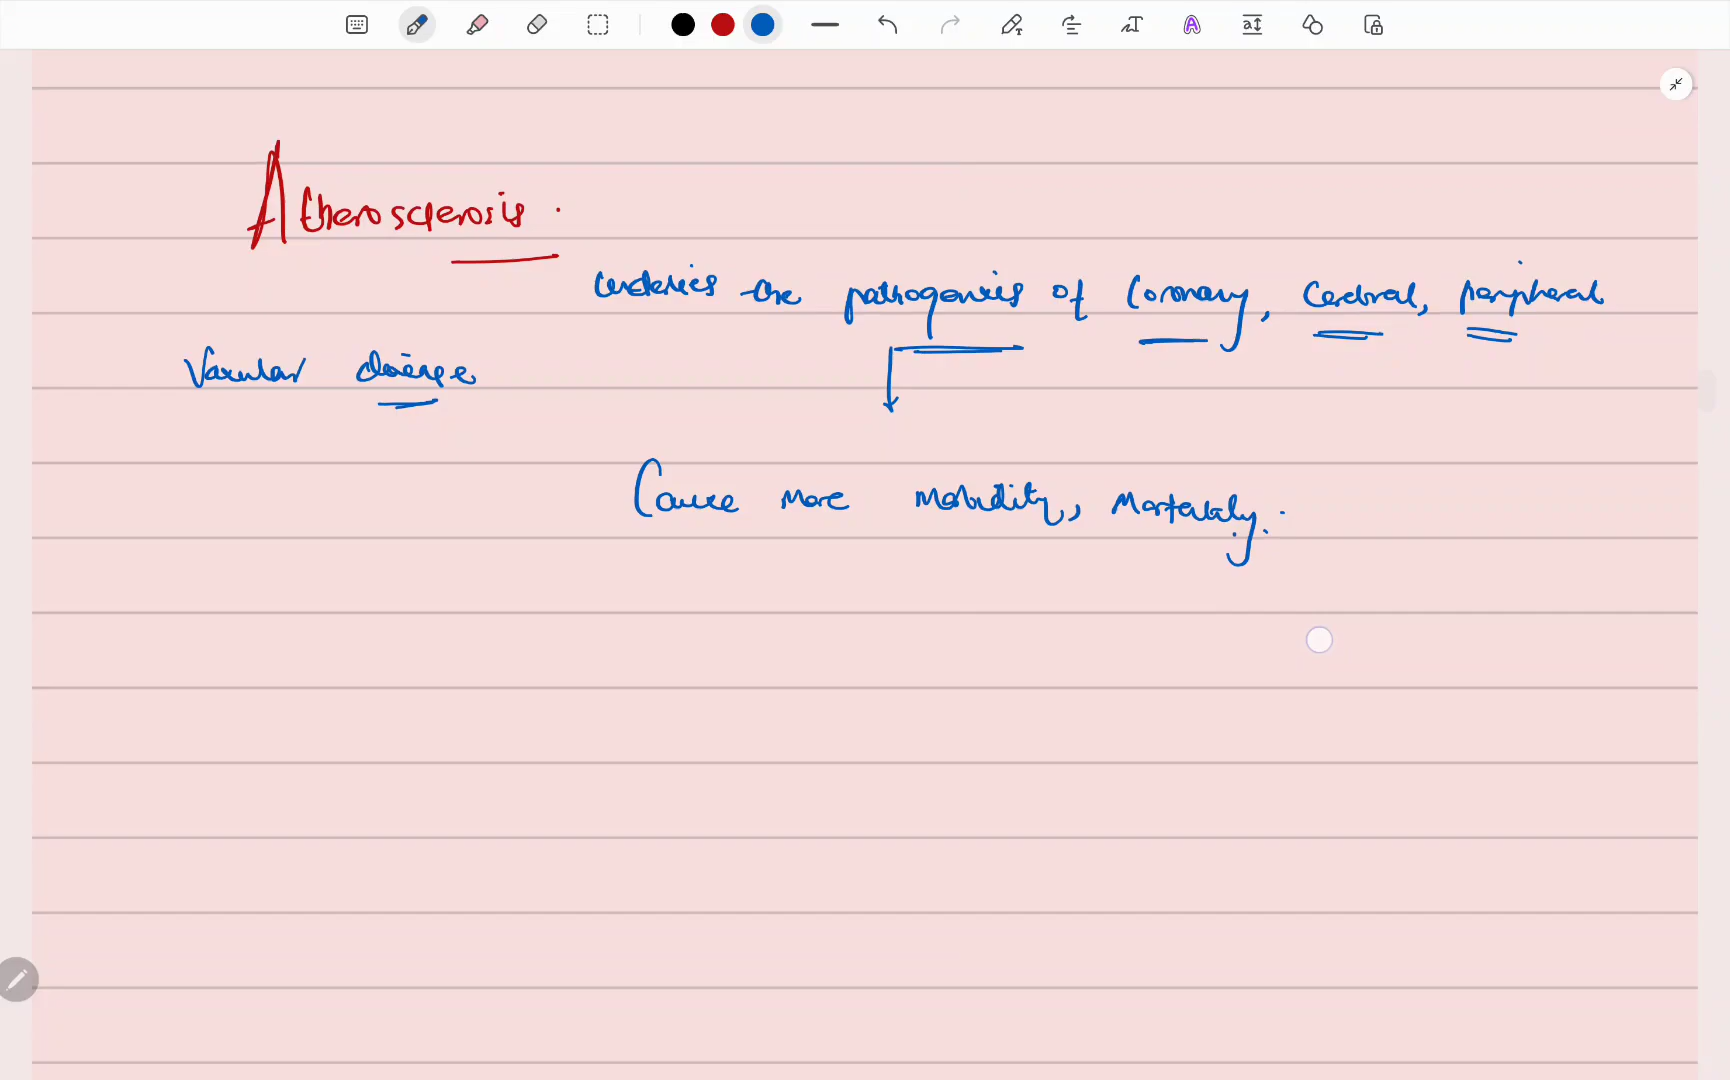 Atherosclerosis.
underlies the pathogenesis of Coronary, Cerebral, peripheral
Vascular disease
Cause more morbidity, Mortality.